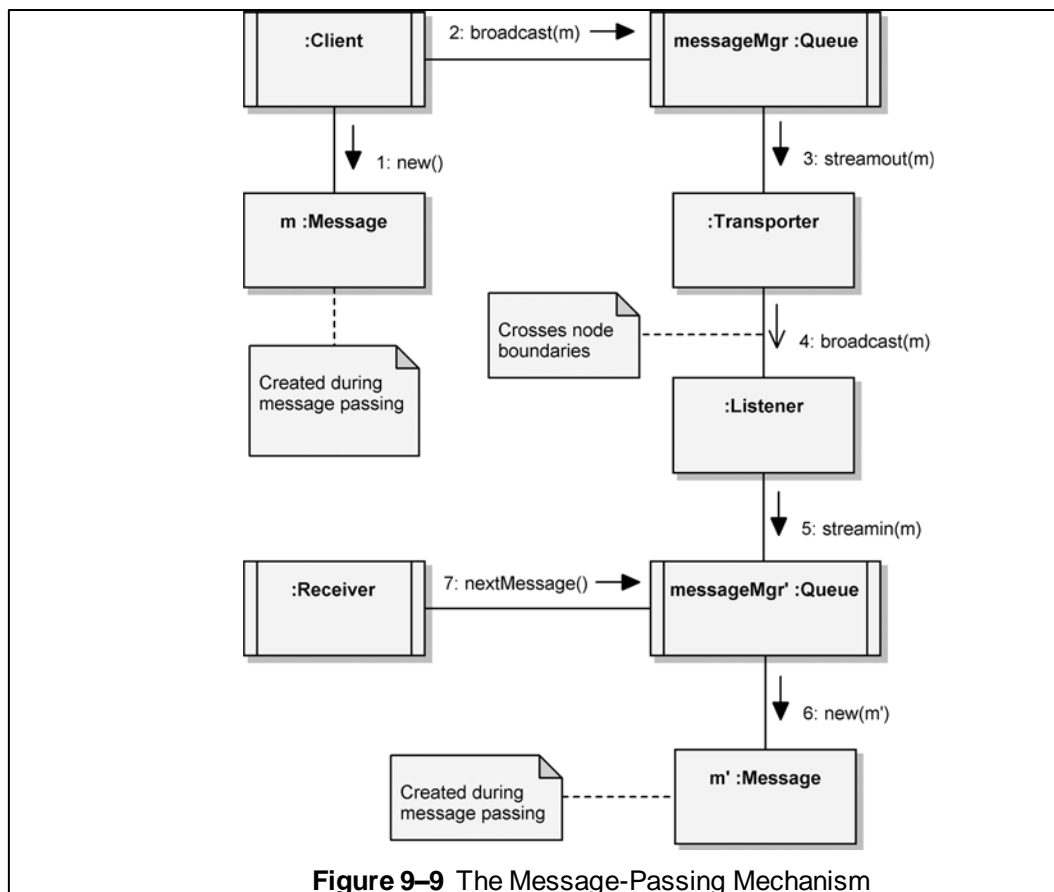 :Client
2: broadcast(m)
messageMgr :Queue
1: new()
3: streamout(m)
m :Message
:Transporter
Crosses node
boundaries
4: broadcast(m)
Created during
message passing
:Listener
5: streamin(m)
:Receiver
7: nextMessage()
messageMgr' :Queue
6: new(m')
Created during
message passing
m' :Message
Figure 9–9 The Message-Passing Mechanism